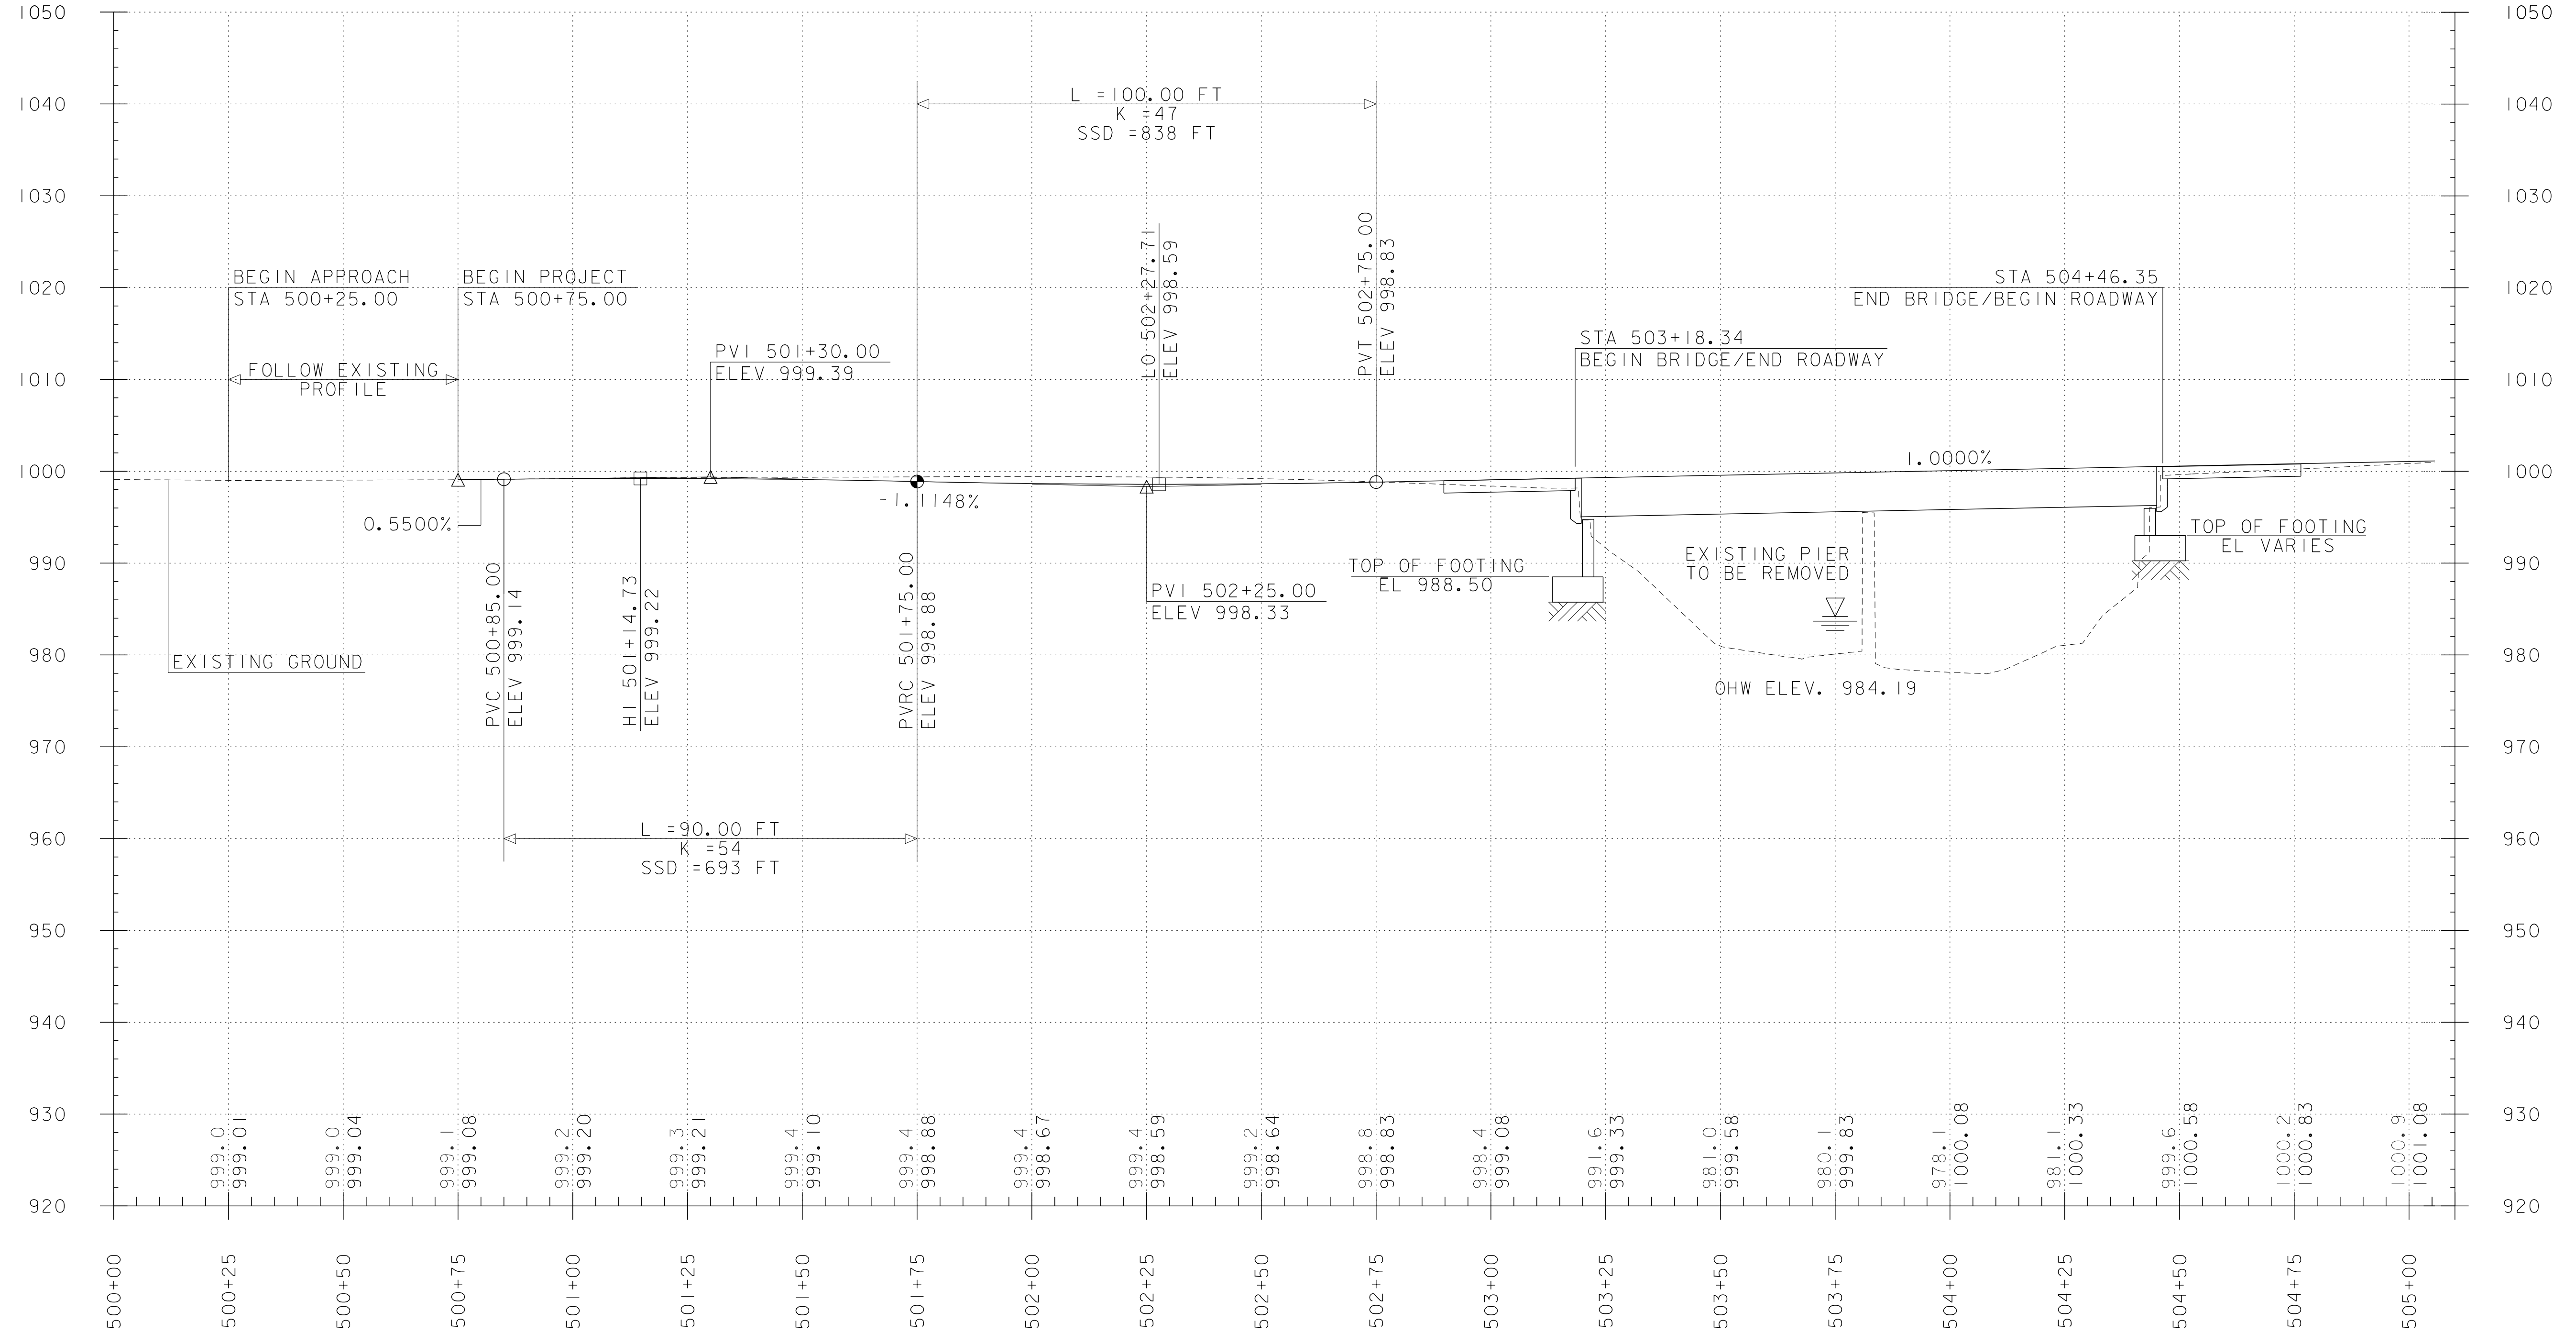 1050
1050
1040
1040
1030
1030
1020
1020
1010
1010
1000
1000
990
990
980
980
970
970
960
960
950
950
940
940
930
930
920
920
L =100.00 FT
K =47
SSD =838 FT
BEGIN APPROACH
STA 500+25.00
BEGIN PROJECT
STA 500+75.00
FOLLOW EXISTING
PROFILE
PVI 501+30.00
ELEV 999.39
LO 502+27.71
ELEV 998.59
PVT 502+75.00
ELEV 998.83
STA 503+18.34
BEGIN BRIDGE/END ROADWAY
STA 504+46.35
END BRIDGE/BEGIN ROADWAY
1.0000%
-1.1148%
0.5500%
EXISTING GROUND
PVC 500+85.00
ELEV 999.14
HI 501+14.73
ELEV 999.22
PVRC 501+75.00
ELEV 998.88
PVI 502+25.00
ELEV 998.33
TOP OF FOOTING
EL 988.50
EXISTING PIER
TO BE REMOVED
OHW ELEV. 984.19
TOP OF FOOTING
EL VARIES
L =90.00 FT
K =54
SSD =693 FT
999.0
999.01
999.0
999.04
999.1
999.08
999.2
999.20
999.3
999.21
999.4
999.10
999.4
998.88
999.4
998.67
999.4
998.59
999.2
998.64
998.8
998.83
998.4
999.08
991.6
999.33
981.0
999.58
980.1
999.83
978.1
1000.08
981.1
1000.33
999.6
1000.58
1000.2
1000.83
1000.9
1001.08
500+00
500+25
500+50
500+75
501+00
501+25
501+50
501+75
502+00
502+25
502+50
502+75
503+00
503+25
503+50
503+75
504+00
504+25
504+50
504+75
505+00